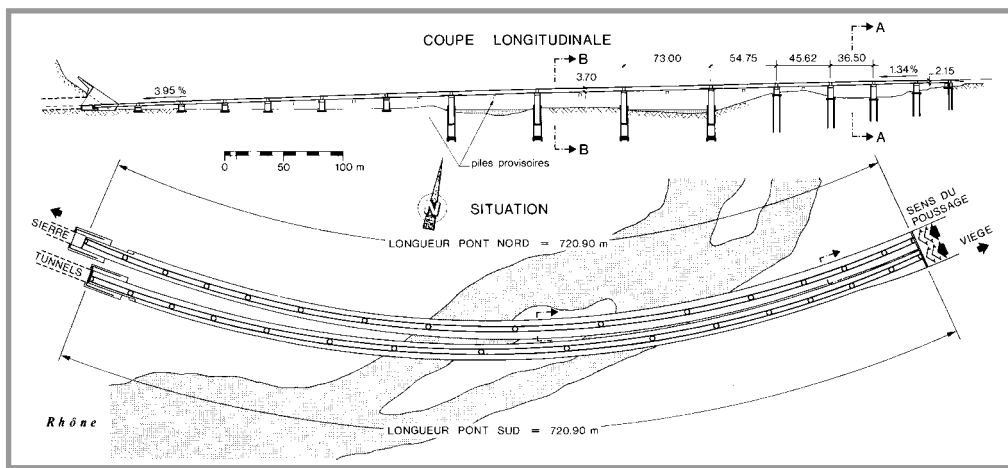 COUPE LONGITUDINALE
A
B
73.00 54.75 45.62 36.50
3.70
3.95 %
1.34% 2.15
B
A
piles provisoires
0 50 100 m
N
SITUATION
SENS DU
POUSSAGE
SIERRE
VIEGE
LONGUEUR PONT NORD = 720.90 m
TUNNELS
Rhône
LONGUEUR PONT SUD = 720.90 m